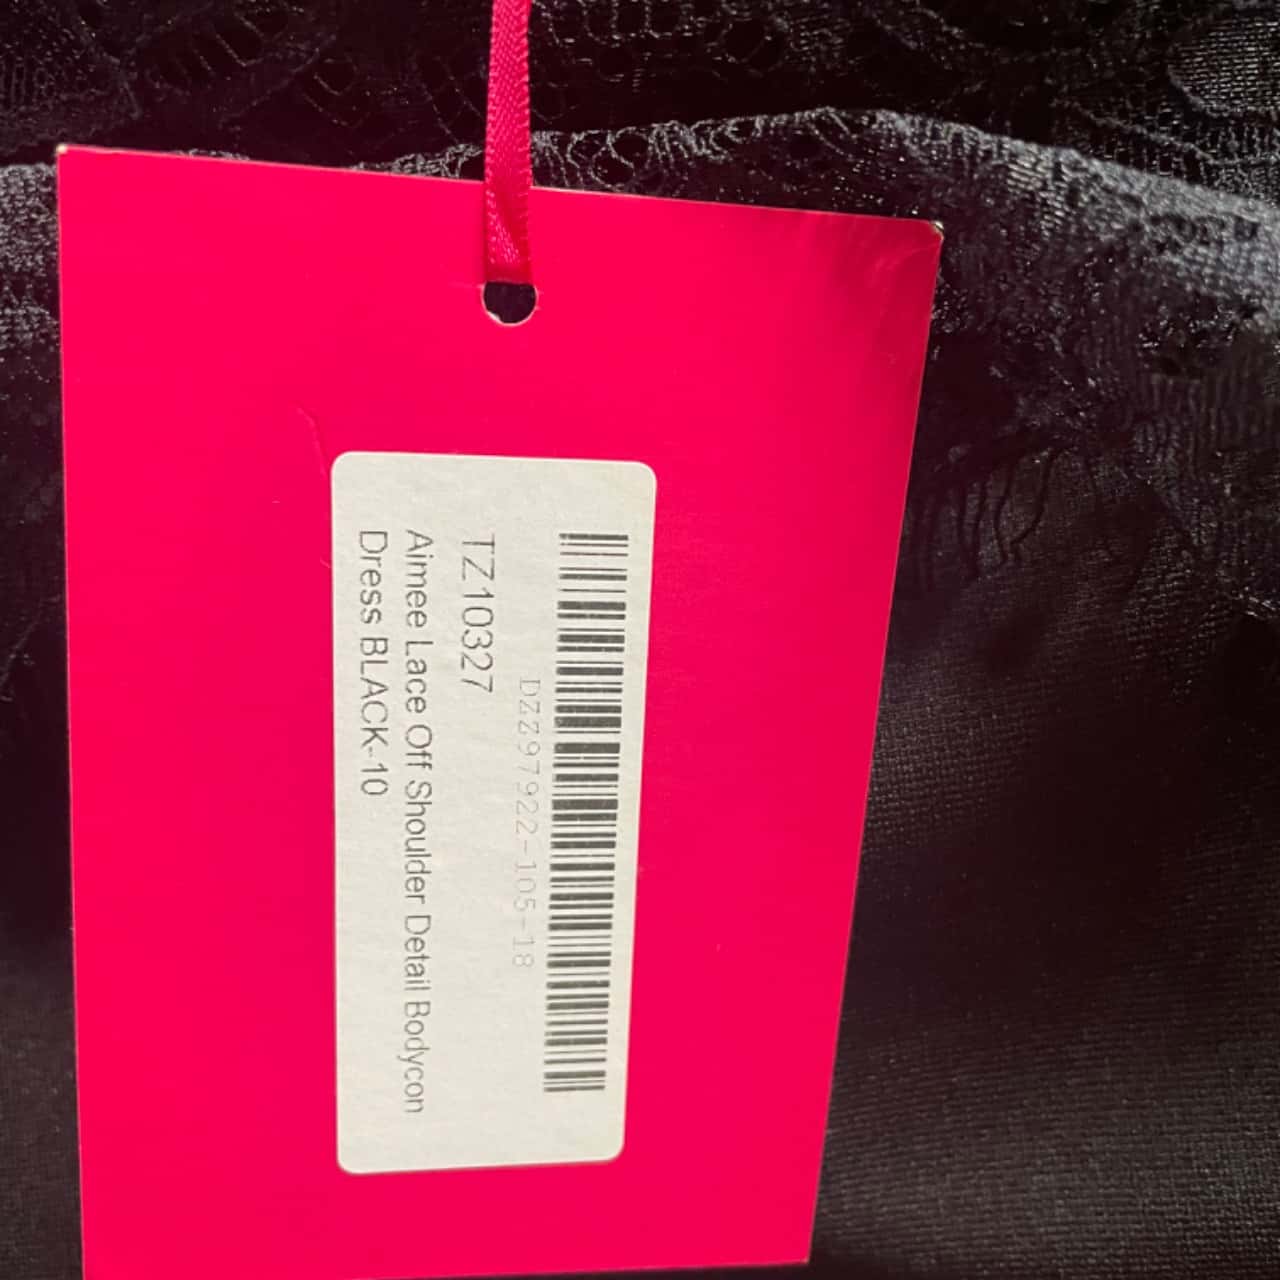 DZZ97922-105-18
TZ10327
Aimee Lace Off Shoulder Detail Bodycon
Dress BLACK-10